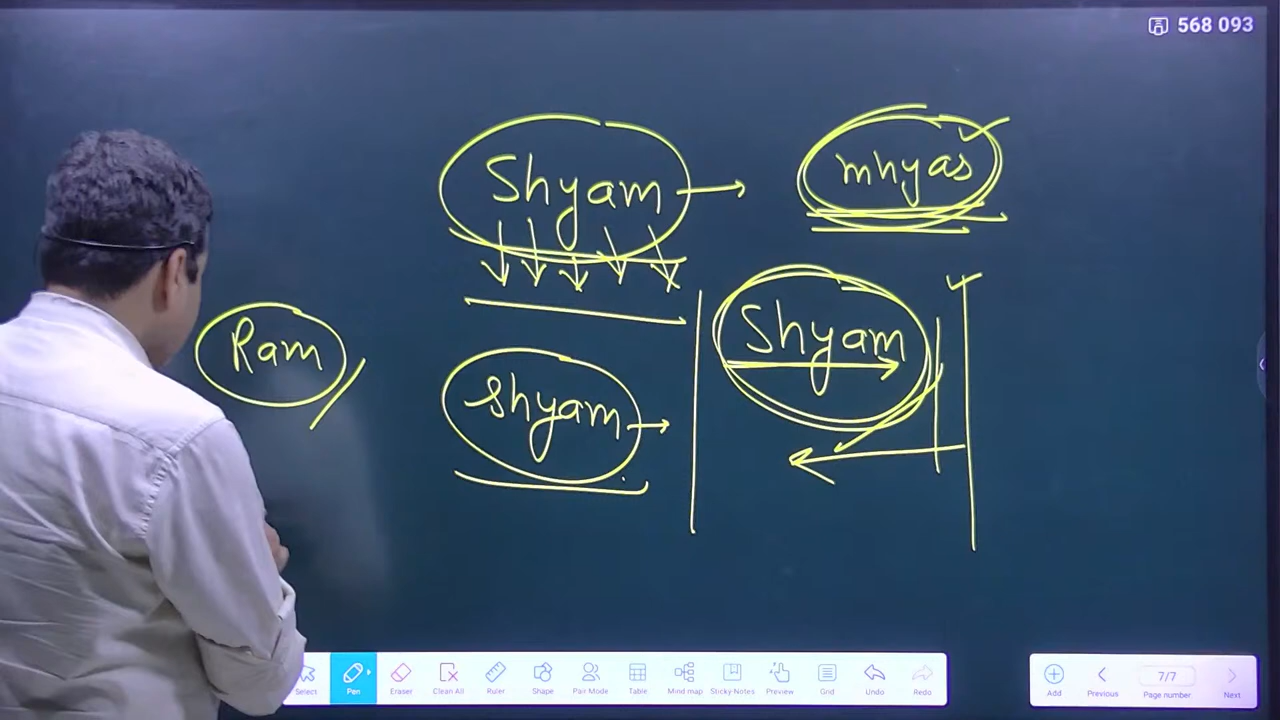 568 093
Shyam mhyas
Ram
Shyam
shyam
Select Pen Eraser Clean All Ruler Shape Pair Mode Table Mind map Sticky-Notes Preview Grid Undo Redo
Add Previous 7/7 Page number Next